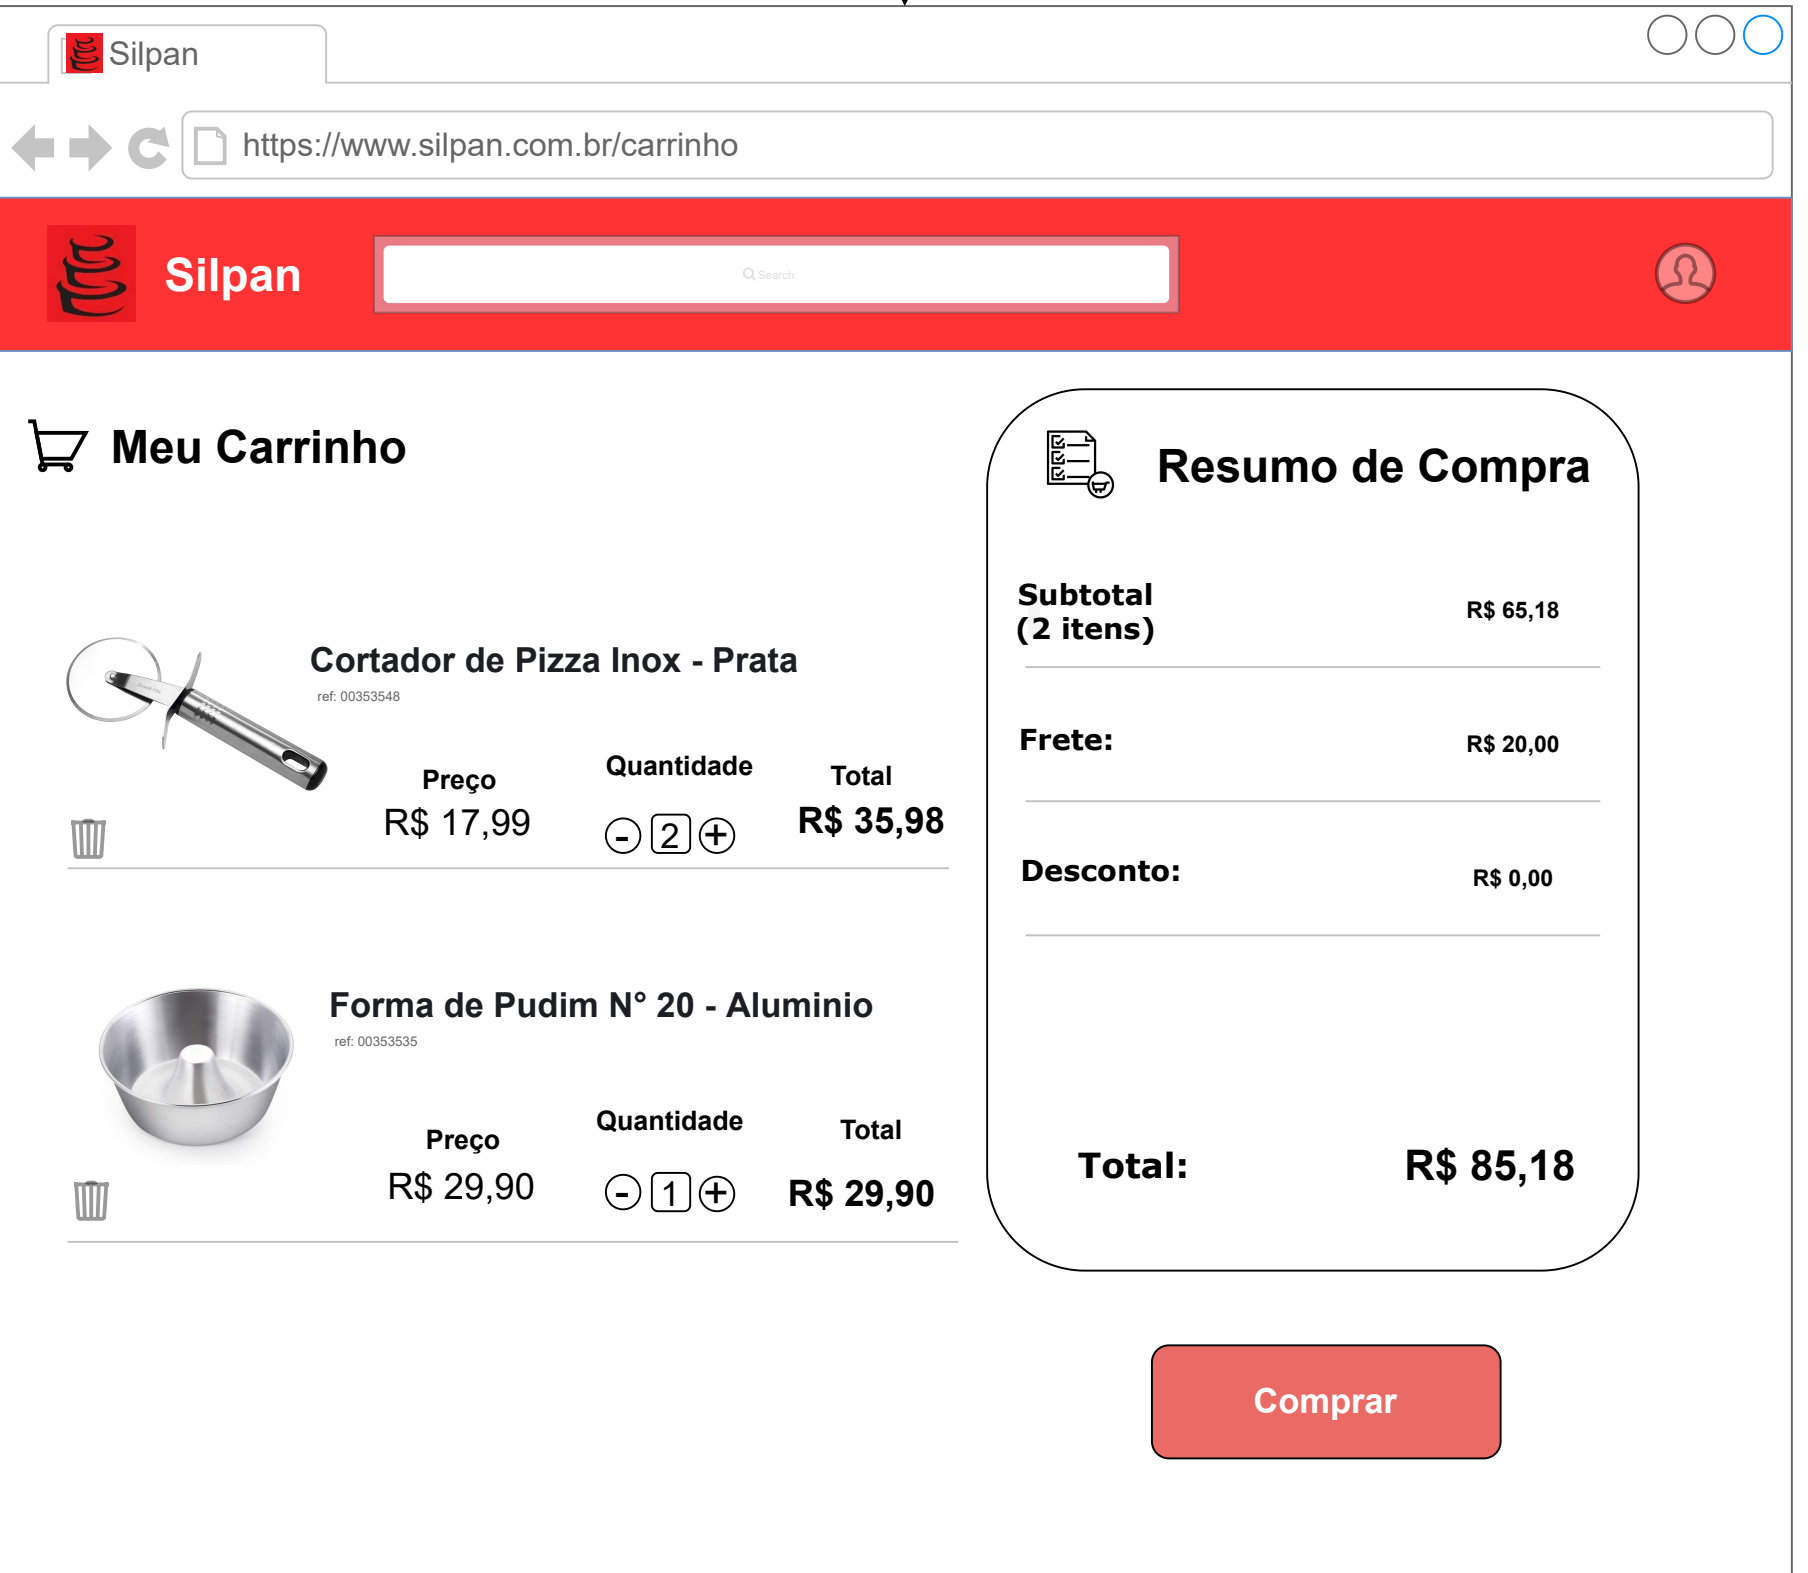 Silpan
https://www.silpan.com.br/carrinho
Silpan
Search
Meu Carrinho
Resumo de Compra
Cortador de Pizza Inox - Prata
ref: 00353548
Preço
Quantidade
Total
R$ 17,99
-
2
+
R$ 35,98
Forma de Pudim N° 20 - Aluminio
ref: 00353535
Preço
Quantidade
Total
R$ 29,90
-
1
+
R$ 29,90
Subtotal
(2 itens)
R$ 65,18
Frete:
R$ 20,00
Desconto:
R$ 0,00
Total:
R$ 85,18
Comprar